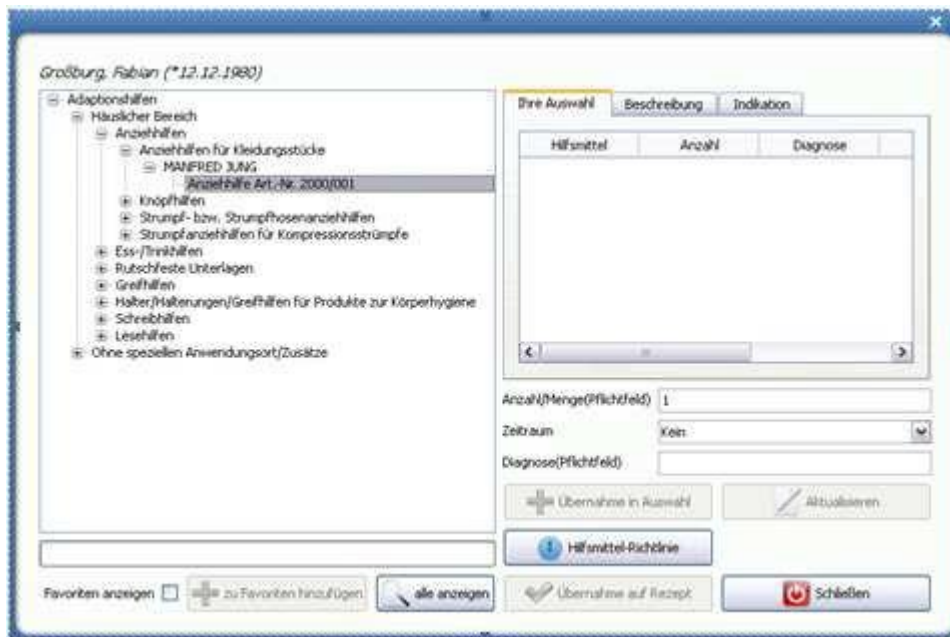 Großburg, Fabian (*12.12.1980)
Adaptionshilfen
Häuslicher Bereich
Anziehhilfen
Anziehhilfen für Kleidungsstücke
MANFRED JUNG
Anziehhilfe Art.-Nr. 2000/001
Knöpfhilfen
Strumpf- bzw. Strumpfhosenanziehhilfen
Strumpfanziehhilfen für Kompressionsstrümpfe
Ess-/Trinkhilfen
Rutschfeste Unterlagen
Greifhilfen
Halter/Halterungen/Greifhilfen für Produkte zur Körperhygiene
Schreibhilfen
Lesehilfen
Ohne speziellen Anwendungsort/Zusätze
Favoriten anzeigen
zu Favoriten hinzufügen
alle anzeigen
Ihre Auswahl Beschreibung Indikation
Hilfsmittel Anzahl Diagnose
Anzahl/Menge(Pflichtfeld) 1
Zeitraum Kein
Diagnose(Pflichtfeld)
Übernahme in Auswahl Aktualisieren
Hilfsmittel-Richtlinie
Übernahme auf Rezept Schließen